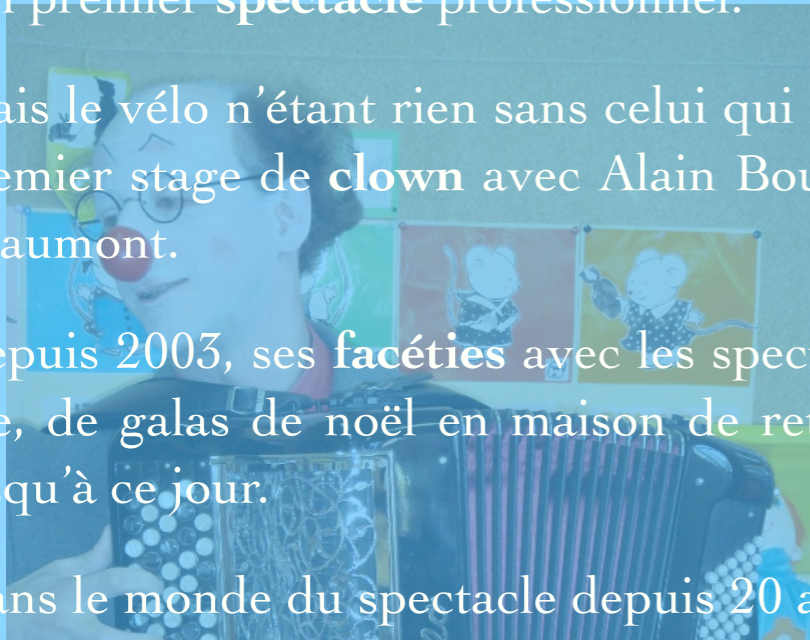 premier spectacle professionnel.
ais le vélo n'étant rien sans celui qui
emier stage de clown avec Alain Bou
aumont.
epuis 2003, ses facéties avec les spec
e, de galas de noël en maison de ret
squ'à ce jour.
ans le monde du spectacle depuis 20 a